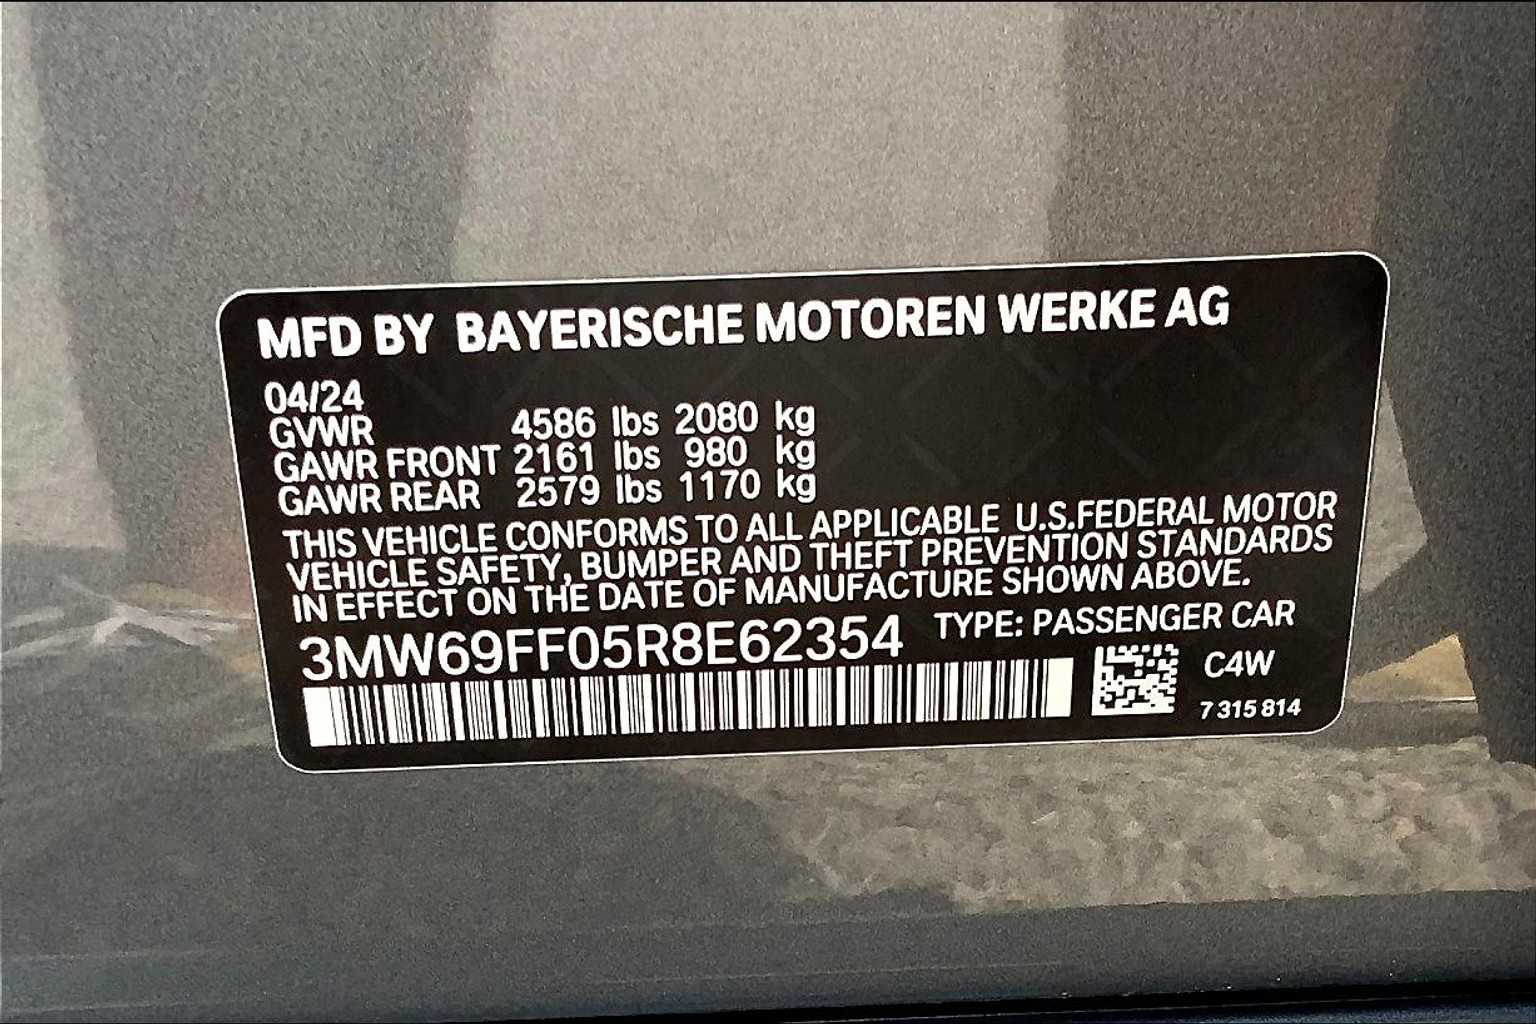 MFD BY BAYERISCHE MOTOREN WERKE AG
04/24
GVWR 4586 lbs 2080 kg
GAWR FRONT 2161 lbs 980 kg
GAWR REAR 2579 lbs 1170 kg
THIS VEHICLE CONFORMS TO ALL APPLICABLE U.S.FEDERAL MOTOR
VEHICLE SAFETY, BUMPER AND THEFT PREVENTION STANDARDS
IN EFFECT ON THE DATE OF MANUFACTURE SHOWN ABOVE.
3MW69FF05R8E62354 TYPE: PASSENGER CAR
C4W
7 315 814